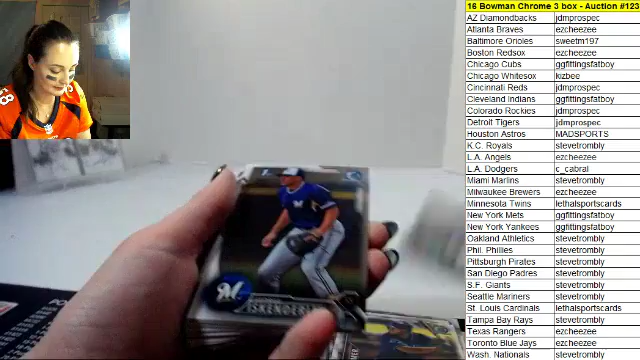 16 Bowman Chrome 3 box - Auction #123
AZ Diamondbacks jdmprospec
Atlanta Braves ezcheezee
Baltimore Orioles sweetm197
Boston Redsox ezcheezee
Chicago Cubs ggfittingsfatboy
Chicago Whitesox kizbee
Cincinnati Reds jdmprospec
Cleveland Indians ggfittingsfatboy
Colorado Rockies jdmprospec
Detroit Tigers jdmprospec
Houston Astros MADSPORTS
K.C. Royals stevetrombly
L.A. Angels ezcheezee
L.A. Dodgers c_cabral
Miami Marlins stevetrombly
Milwaukee Brewers ezcheezee
Minnesota Twins lethalsportcards
New York Mets ggfittingsfatboy
New York Yankees ggfittingsfatboy
Oakland Athletics stevetrombly
Phil. Phillies stevetrombly
Pittsburgh Pirates stevetrombly
San Diego Padres stevetrombly
S.F. Giants stevetrombly
Seattle Mariners stevetrombly
St. Louis Cardinals lethalsportcards
Tampa Bay Rays stevetrombly
Texas Rangers ezcheezee
Toronto Blue Jays ezcheezee
Wash. Nationals stevetrombly
58
M